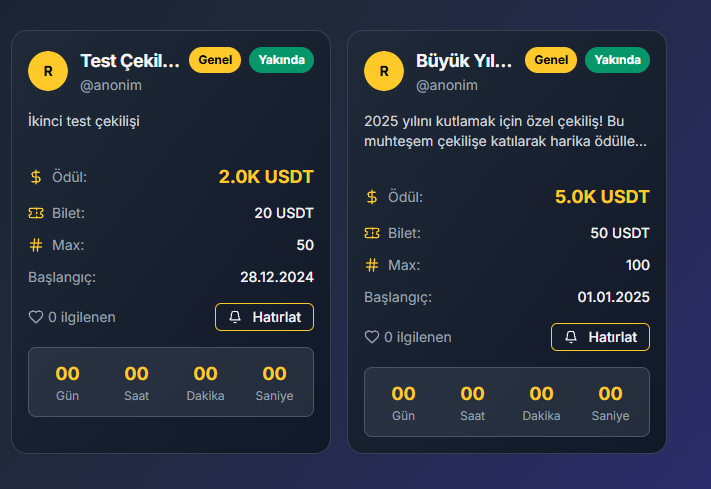 R
Test Çekil...
Genel
Yakında
@anonim
İkinci test çekilişi
Ödül:
2.0K USDT
Bilet:
20 USDT
Max:
50
Başlangıç:
28.12.2024
0 ilgilenen
Hatırlat
00 00 00 00
Gün Saat Dakika Saniye
R
Büyük Yıl...
Genel
Yakında
@anonim
2025 yılını kutlamak için özel çekiliş! Bu
muhteşem çekilişe katılarak harika ödülle...
Ödül:
5.0K USDT
Bilet:
50 USDT
Max:
100
Başlangıç:
01.01.2025
0 ilgilenen
Hatırlat
00 00 00 00
Gün Saat Dakika Saniye